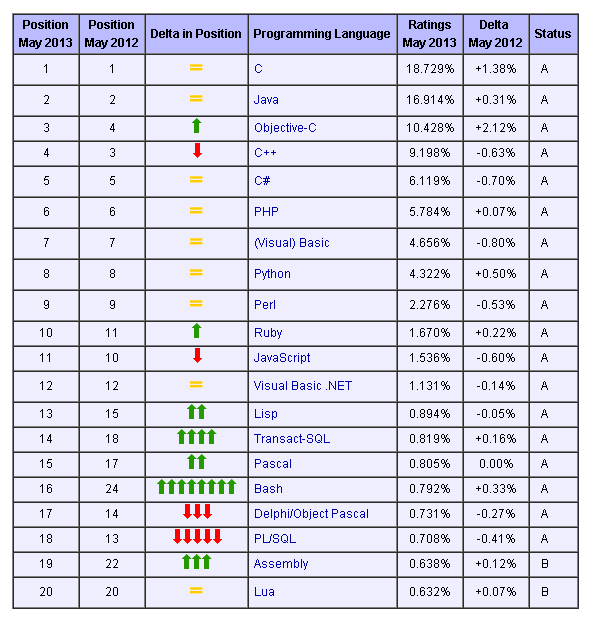 Position May 2013 Position May 2012 Delta in Position Programming Language Ratings May 2013 Delta May 2012 Status
1 1 = C 18.729% +1.38% A
2 2 = Java 16.914% +0.31% A
3 4 Objective-C 10.428% +2.12% A
4 3 C++ 9.198% -0.63% A
5 5 = C# 6.119% -0.70% A
6 6 = PHP 5.784% +0.07% A
7 7 = (Visual) Basic 4.656% -0.80% A
8 8 = Python 4.322% +0.50% A
9 9 = Perl 2.276% -0.53% A
10 11 Ruby 1.670% +0.22% A
11 10 JavaScript 1.536% -0.60% A
12 12 = Visual Basic .NET 1.131% -0.14% A
13 15 Lisp 0.894% -0.05% A
14 18 Transact-SQL 0.819% +0.16% A
15 17 Pascal 0.805% 0.00% A
16 24 Bash 0.792% +0.33% A
17 14 Delphi/Object Pascal 0.731% -0.27% A
18 13 PL/SQL 0.708% -0.41% A
19 22 Assembly 0.638% +0.12% B
20 20 = Lua 0.632% +0.07% B